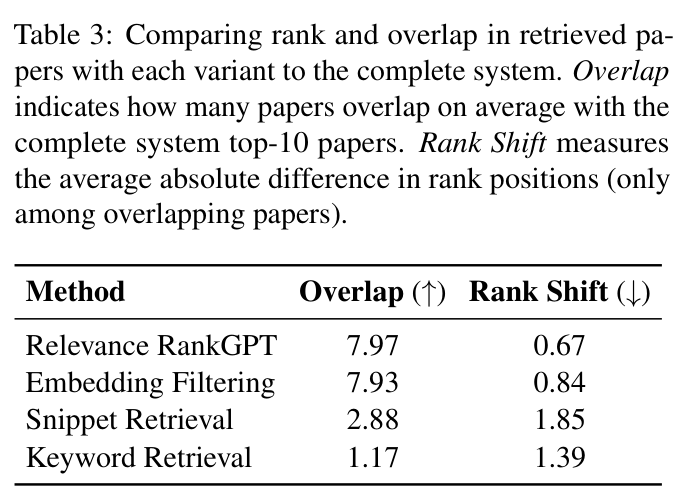 Table 3: Comparing rank and overlap in retrieved pa-
pers with each variant to the complete system. Overlap
indicates how many papers overlap on average with the
complete system top-10 papers. Rank Shift measures
the average absolute difference in rank positions (only
among overlapping papers).
Method Overlap (↑) Rank Shift (↓)
Relevance RankGPT 7.97 0.67
Embedding Filtering 7.93 0.84
Snippet Retrieval 2.88 1.85
Keyword Retrieval 1.17 1.39